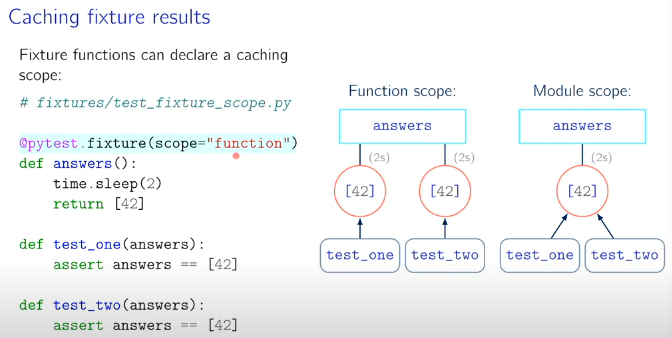 Caching fixture results
Fixture functions can declare a caching
scope:
# fixtures/test_fixture_scope.py
@pytest.fixture(scope="function")
def answers():
    time.sleep(2)
    return [42]
def test_one(answers):
    assert answers == [42]
def test_two(answers):
    assert answers == [42]
Function scope:
answers
(2s)
(2s)
[42]
[42]
test_one
test_two
Module scope:
answers
(2s)
[42]
test_one
test_two